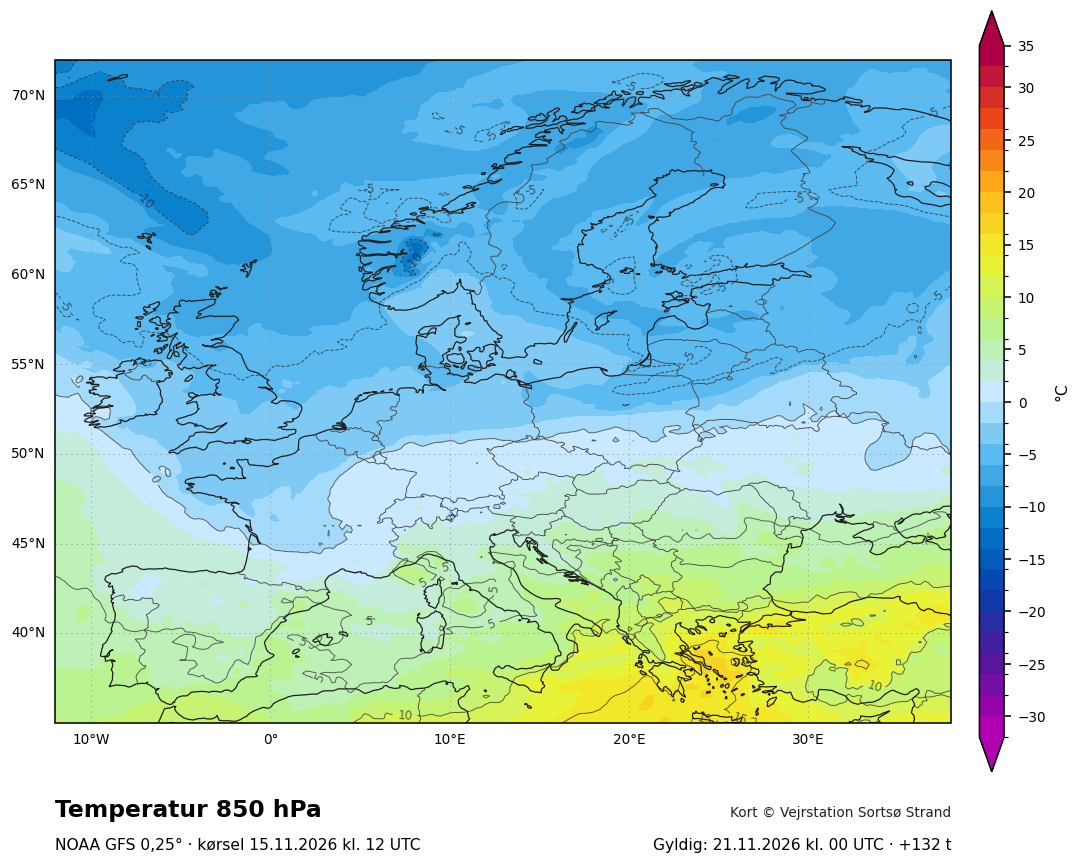 70°N
65°N
60°N
55°N
50°N
45°N
40°N
10°W
0°
10°E
20°E
30°E
35
30
25
20
15
10
5
0
−5
−10
−15
−20
−25
−30
°C
Temperatur 850 hPa
Kort © Vejrstation Sortsø Strand
NOAA GFS 0,25° · kørsel 15.11.2026 kl. 12 UTC
Gyldig: 21.11.2026 kl. 00 UTC · +132 t